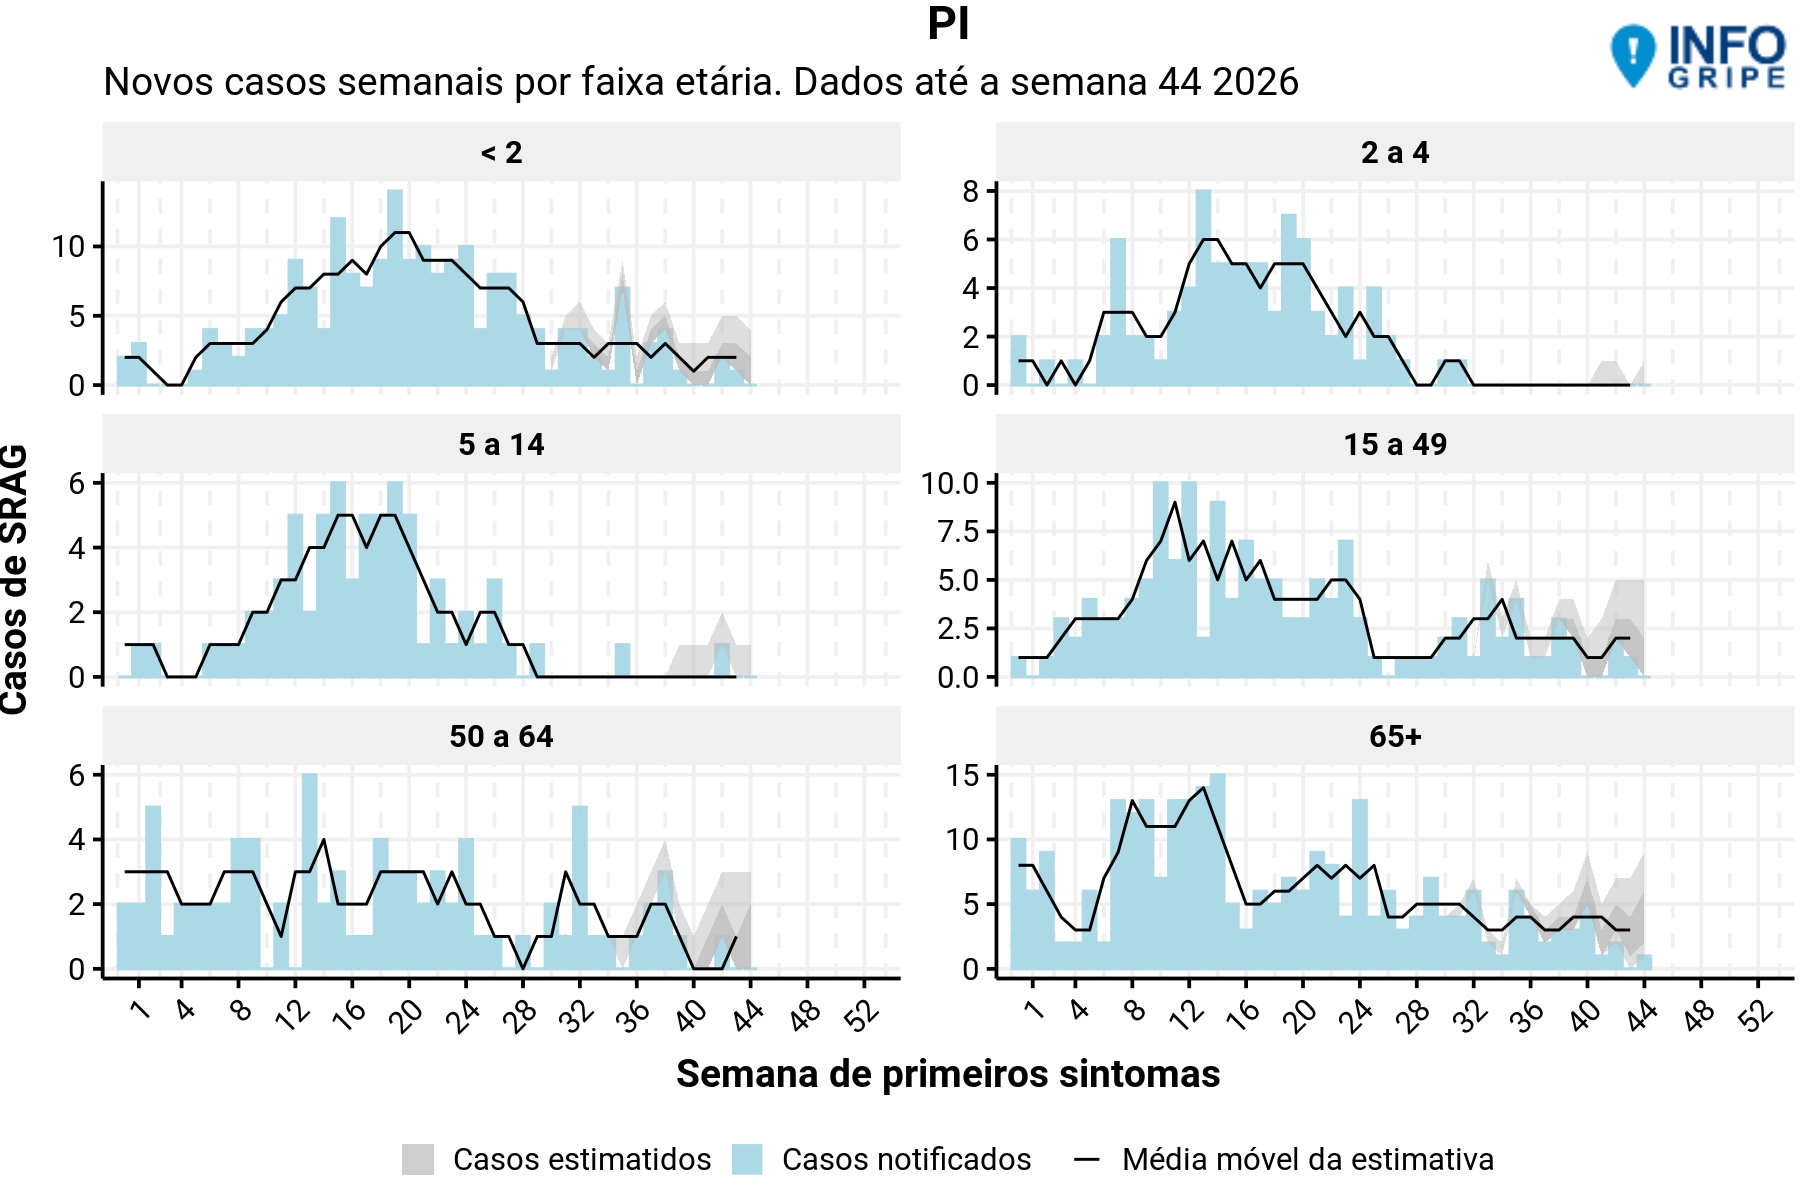 PI
INFO
GRIPE
Novos casos semanais por faixa etária. Dados até a semana 44 2026
< 2
2 a 4
10
5
0
8
6
4
2
0
5 a 14
15 a 49
6
4
2
0
10.0
7.5
5.0
2.5
0.0
Casos de SRAG
50 a 64
65+
6
4
2
0
15
10
5
0
1 4 8 12 16 20 24 28 32 36 40 44 48 52
1 4 8 12 16 20 24 28 32 36 40 44 48 52
Semana de primeiros sintomas
Casos estimatidos Casos notificados Média móvel da estimativa